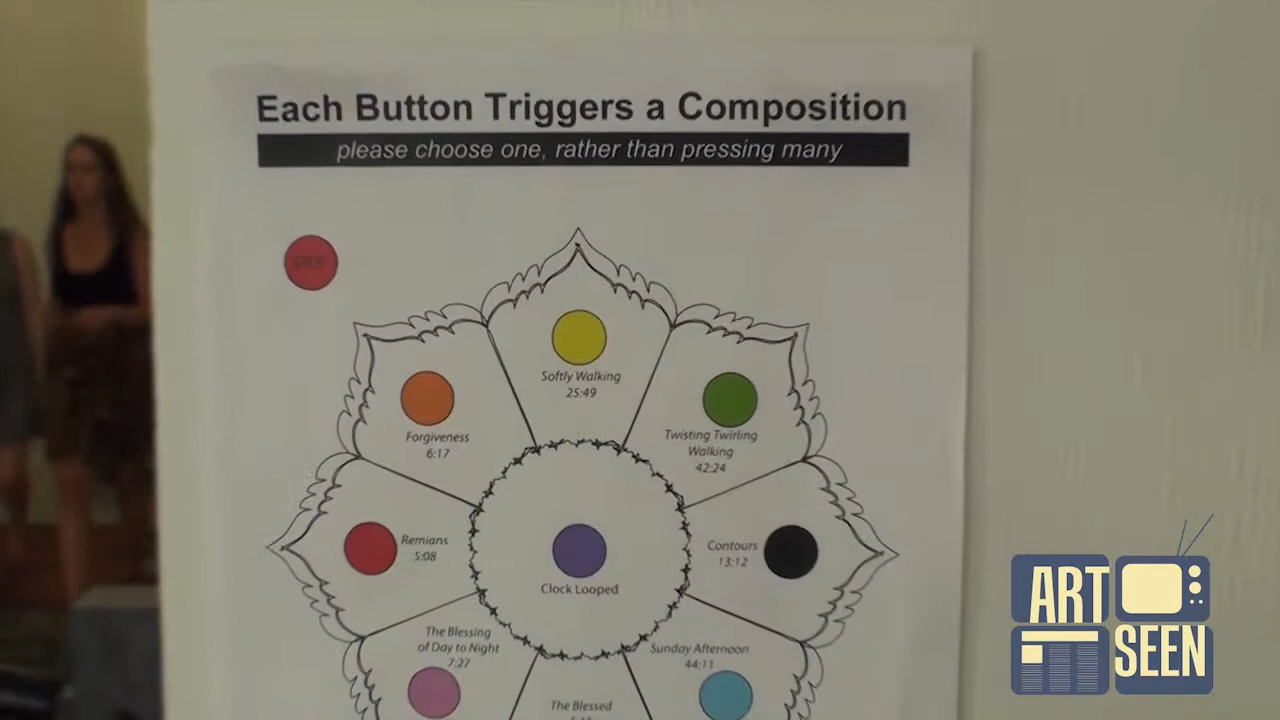 Each Button Triggers a Composition
please choose one, rather than pressing many
STOP
Softly Walking
25:49
Forgiveness
6:17
Twisting Twirling
Walking
42:24
Remians
5:08
Contours
13:12
Clock Looped
The Blessing
of Day to Night
7:27
Sunday Afternoon
44:11
The Blessed
ART
SEEN